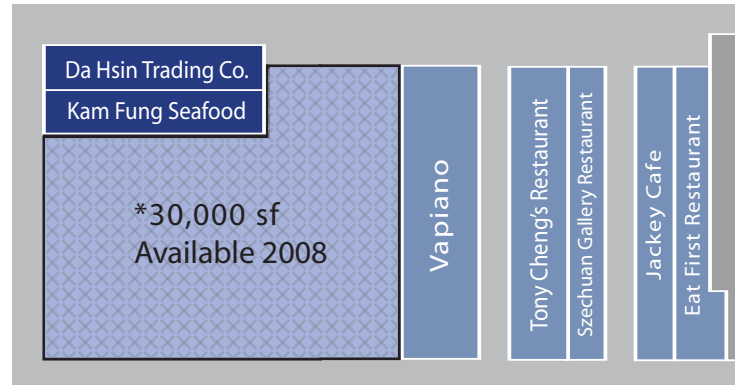 Da Hsin Trading Co.
Kam Fung Seafood
*30,000 sf
Available 2008
Vapiano
Tony Cheng's Restaurant
Szechuan Gallery Restaurant
Jackey Cafe
Eat First Restaurant